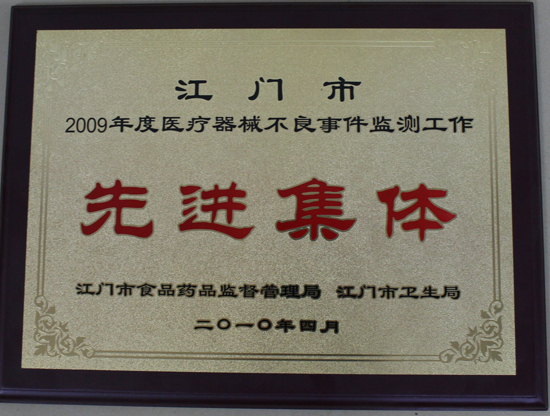 江门市
2009年度医疗器械不良事件监测工作
先进集体
江门市食品药品监督管理局 江门市卫生局
二〇一〇年四月